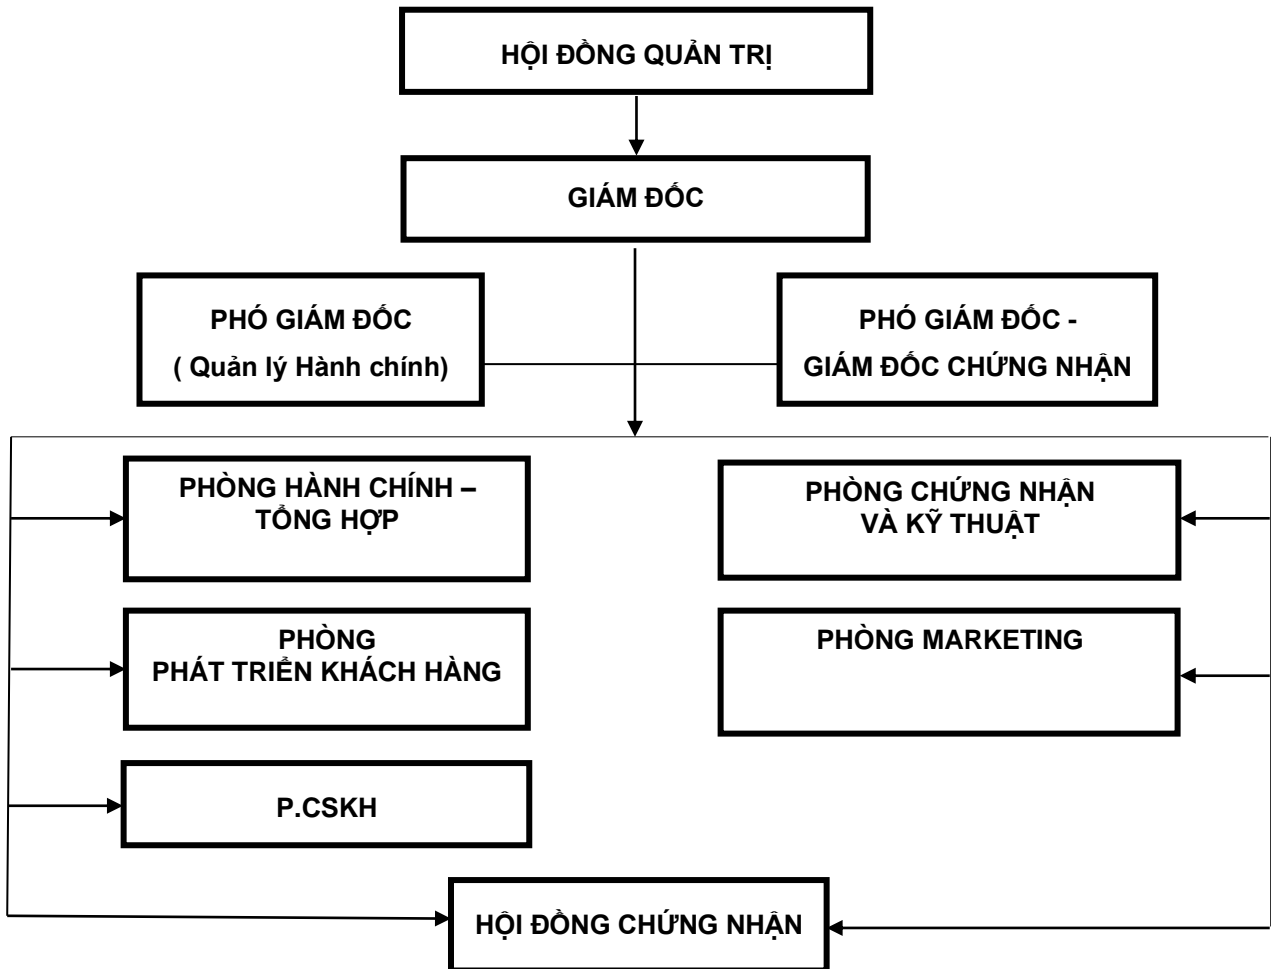 HỘI ĐỒNG QUẢN TRỊ
GIÁM ĐỐC
PHÓ GIÁM ĐỐC
( Quản lý Hành chính)
PHÓ GIÁM ĐỐC -
GIÁM ĐỐC CHỨNG NHẬN
PHÒNG HÀNH CHÍNH –
TỔNG HỢP
PHÒNG CHỨNG NHẬN
VÀ KỸ THUẬT
PHÒNG
PHÁT TRIỂN KHÁCH HÀNG
PHÒNG MARKETING
P.CSKH
HỘI ĐỒNG CHỨNG NHẬN